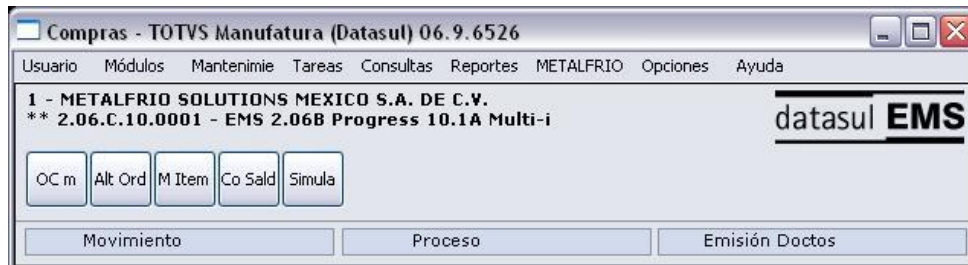 Compras - TOTVS Manufatura (Datasul) 06.9.6526
Usuario Módulos Mantenimie Tareas Consultas Reportes METALFRIO Opciones Ayuda
1 - METALFRIO SOLUTIONS MEXICO S.A. DE C.V.
** 2.06.C.10.0001 - EMS 2.06B Progress 10.1A Multi-i
datasul EMS
OC m Alt Ord M Item Co Sald Simula
Movimiento Proceso Emisión Doctos